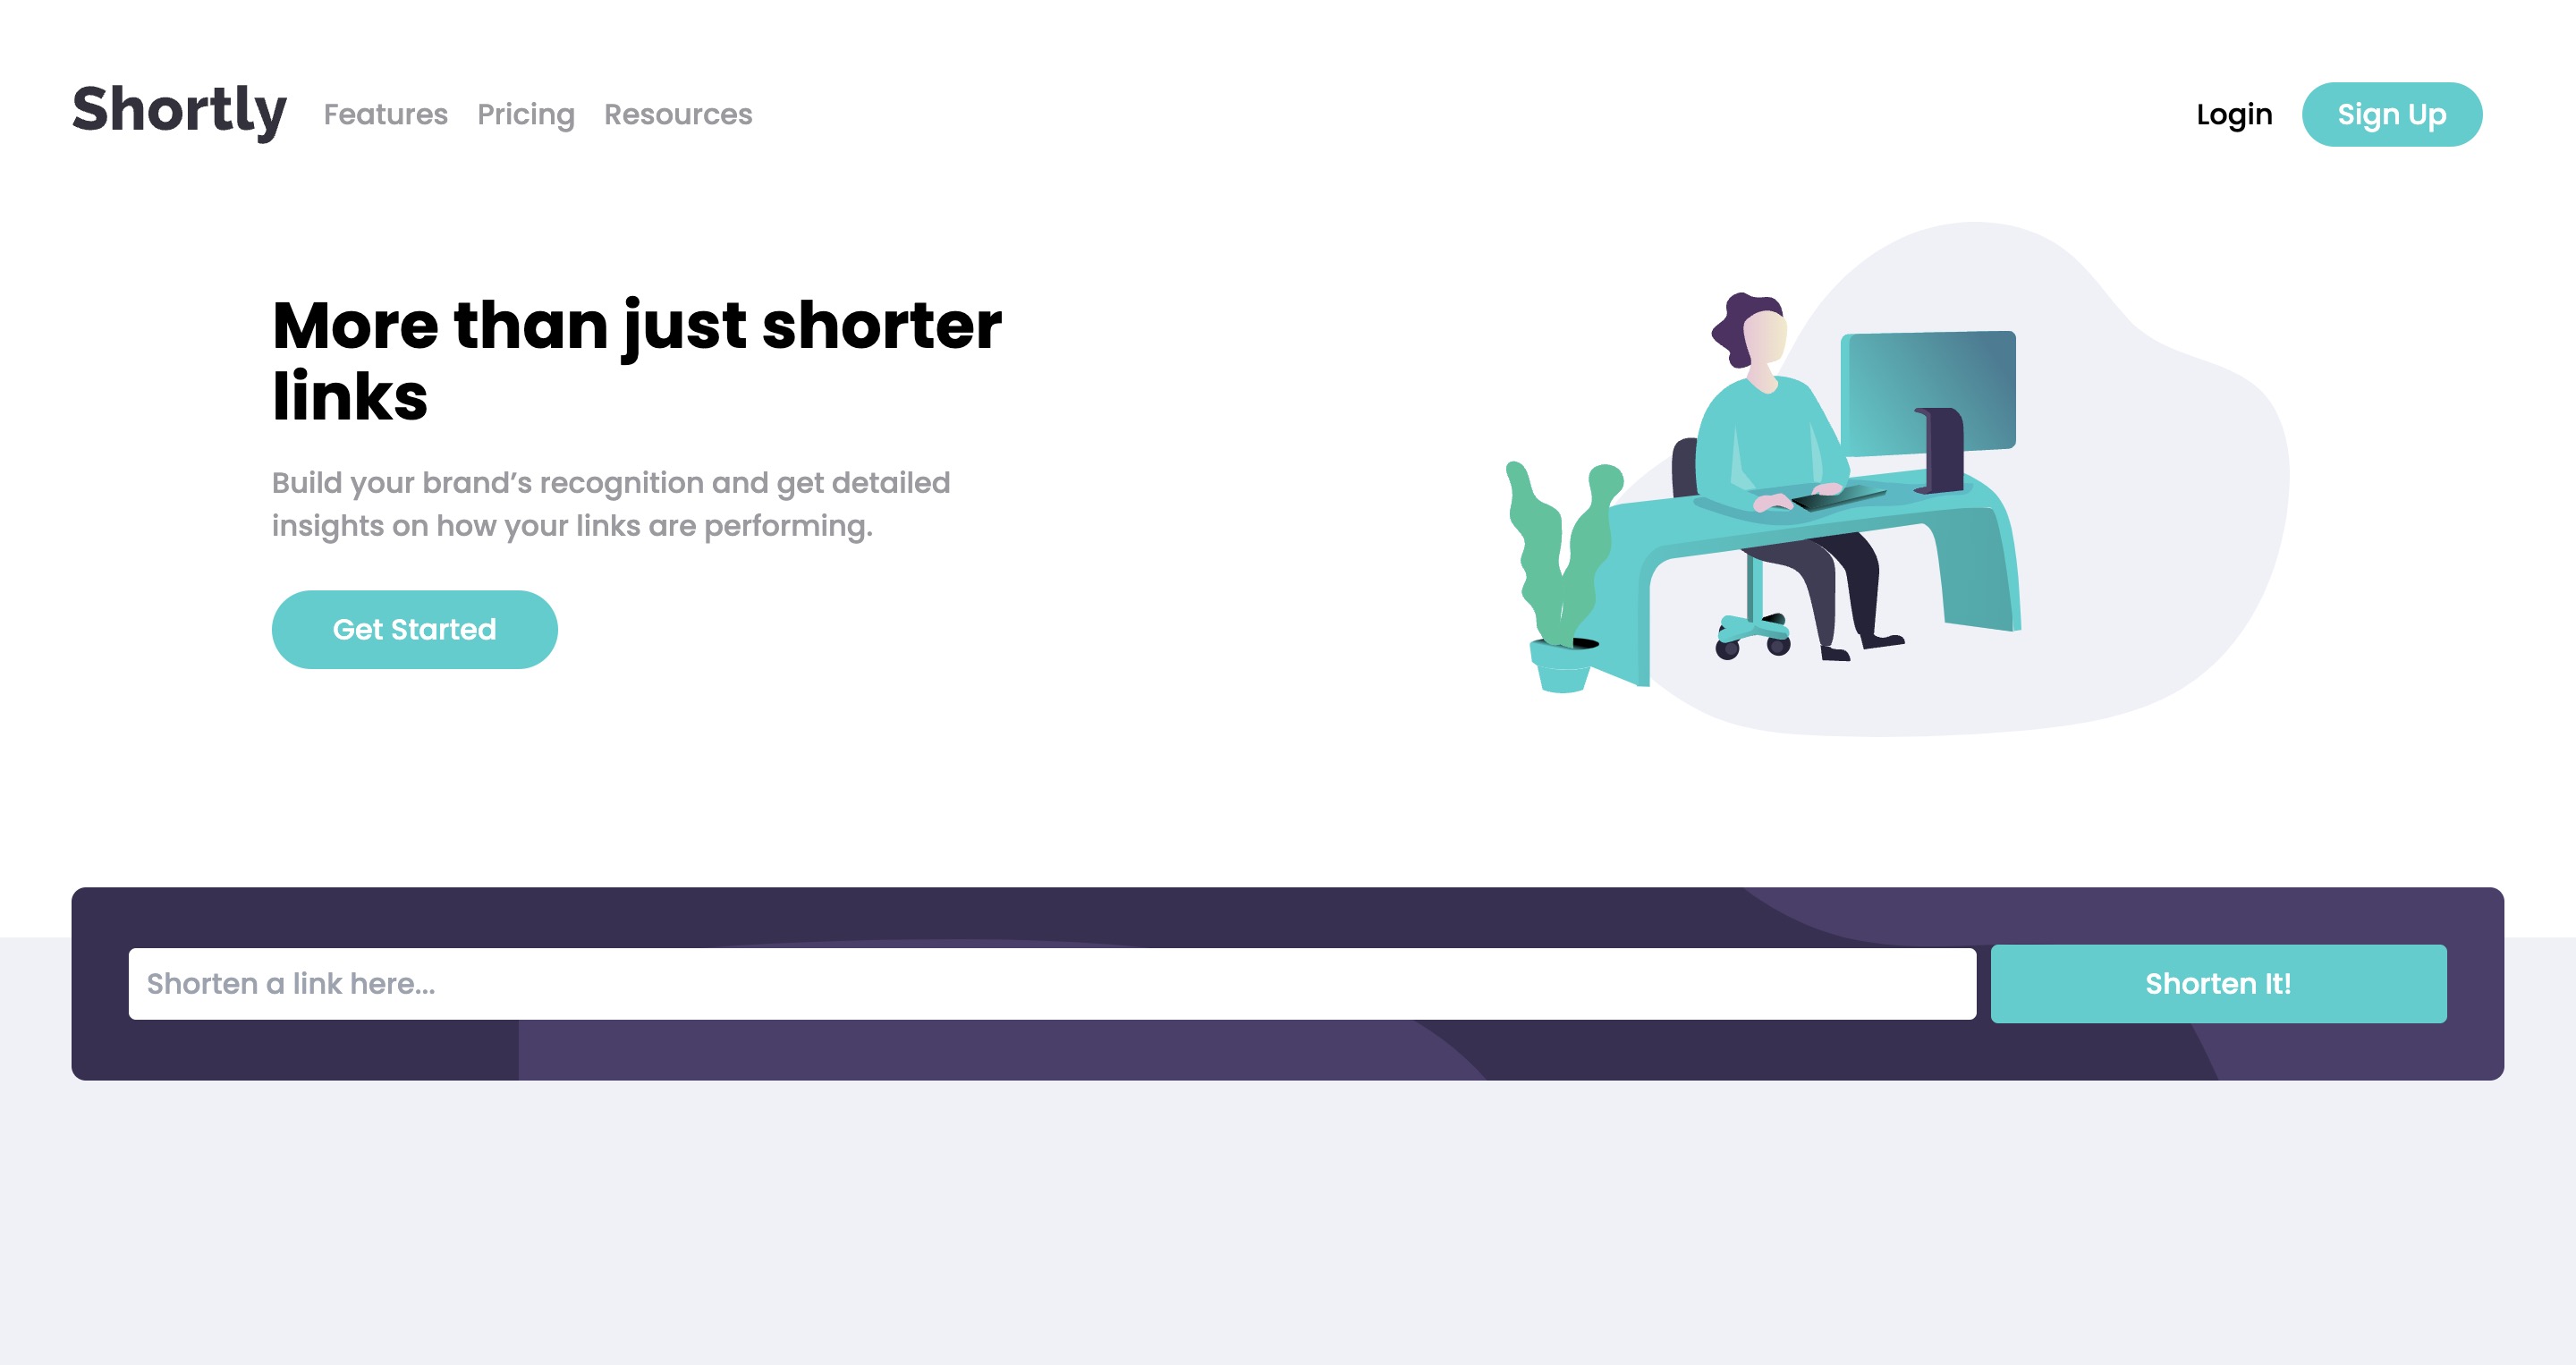 Shortly Features Pricing Resources Login Sign Up
More than just shorter
links
Build your brand’s recognition and get detailed
insights on how your links are performing.
Get Started
Shorten a link here... Shorten It!